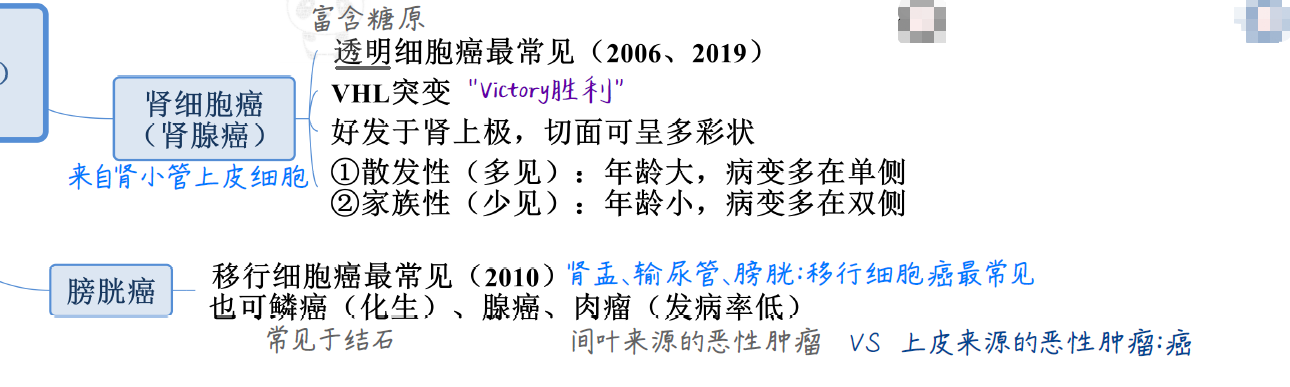 富含糖原
透明细胞癌最常见（2006、2019）
肾细胞癌
（肾腺癌）
来自肾小管上皮细胞
VHL突变 "Victory胜利"
好发于肾上极，切面可呈多彩状
①散发性（多见）：年龄大，病变多在单侧
②家族性（少见）：年龄小，病变多在双侧
）
膀胱癌
移行细胞癌最常见（2010）肾盂、输尿管、膀胱:移行细胞癌最常见
也可鳞癌（化生）、腺癌、肉瘤（发病率低）
常见于结石 间叶来源的恶性肿瘤 VS 上皮来源的恶性肿瘤:癌